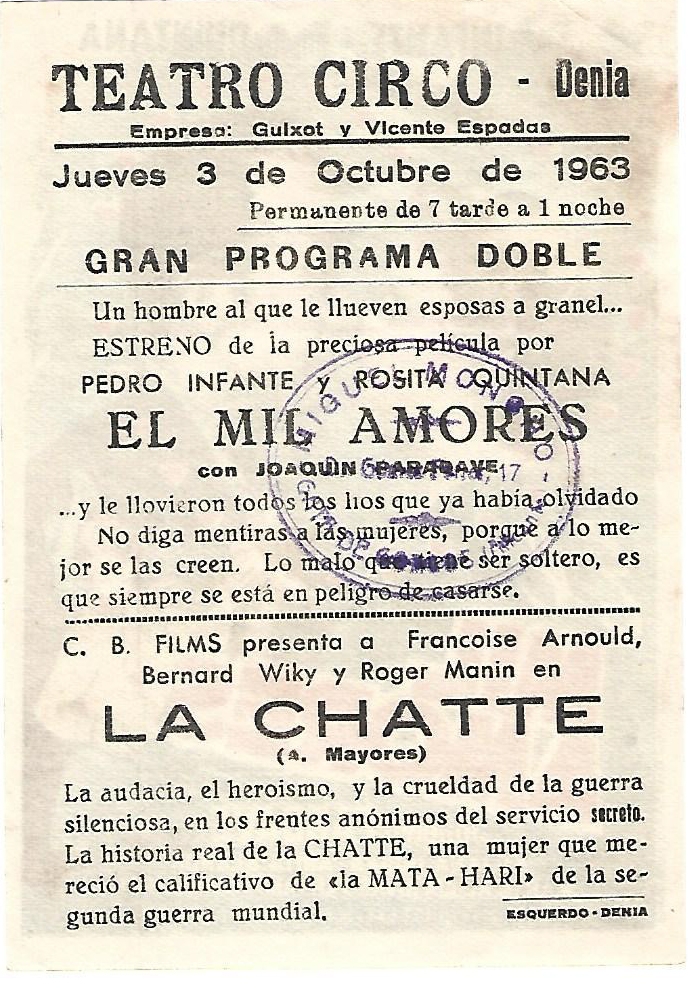 TEATRO CIRCO - Denia
Empresa: Guixot y Vicente Espadas
Jueves 3 de Octubre de 1963
Permanente de 7 tarde a 1 noche
GRAN PROGRAMA DOBLE
Un hombre al que le llueven esposas a granel...
ESTRENO de la preciosa película por
PEDRO INFANTE y ROSITA QUINTANA
EL MIL AMORES
con JOAQUIN PARADAVE
...y le llovieron todos los lios que ya había olvidado
No diga mentiras a las mujeres, porque a lo me-
jor se las creen. Lo malo que tiene ser soltero, es
que siempre se está en peligro de casarse.
C. B. FILMS presenta a Francoise Arnould,
Bernard Wiky y Roger Manin en
LA CHATTE
(A. Mayores)
La audacia, el heroismo, y la crueldad de la guerra
silenciosa, en los frentes anónimos del servicio secreto.
La historia real de la CHATTE, una mujer que me-
reció el calificativo de «la MATA-HARI» de la se-
gunda guerra mundial.
ESQUERDO-DENIA
MIGUEL
17